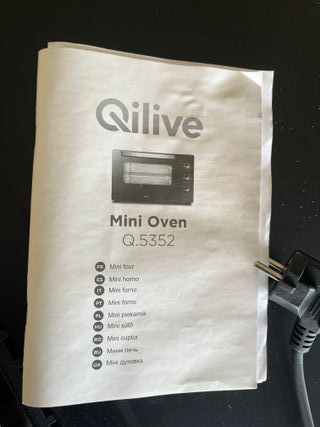 Qilive
Mini Oven
Q.5352
FR Mini four
ES Mini horno
IT Mini forno
PT Mini forno
PL Mini piekarnik
HU Mini sütő
RO Mini cuptor
RU Мини печь
UA Міні духовка